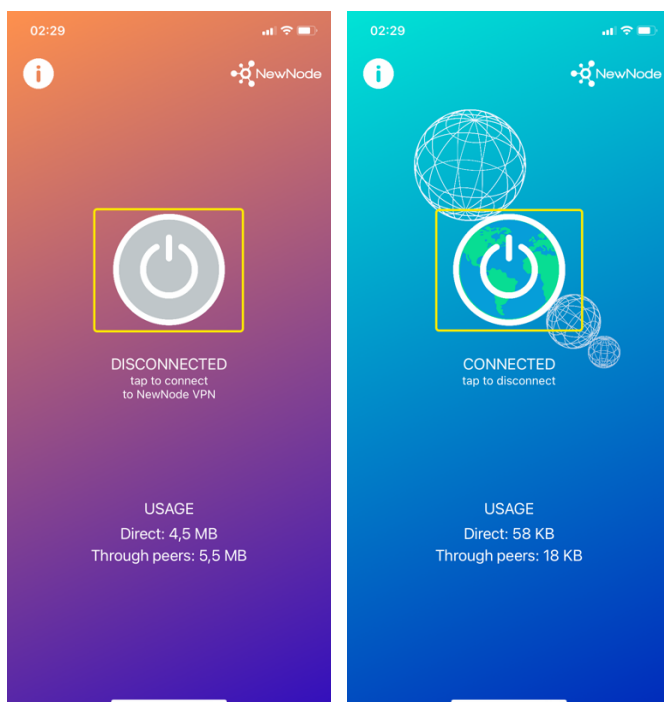 02:29
NewNode
DISCONNECTED
tap to connect
to NewNode VPN
USAGE
Direct: 4,5 MB
Through peers: 5,5 MB
02:29
NewNode
CONNECTED
tap to disconnect
USAGE
Direct: 58 KB
Through peers: 18 KB